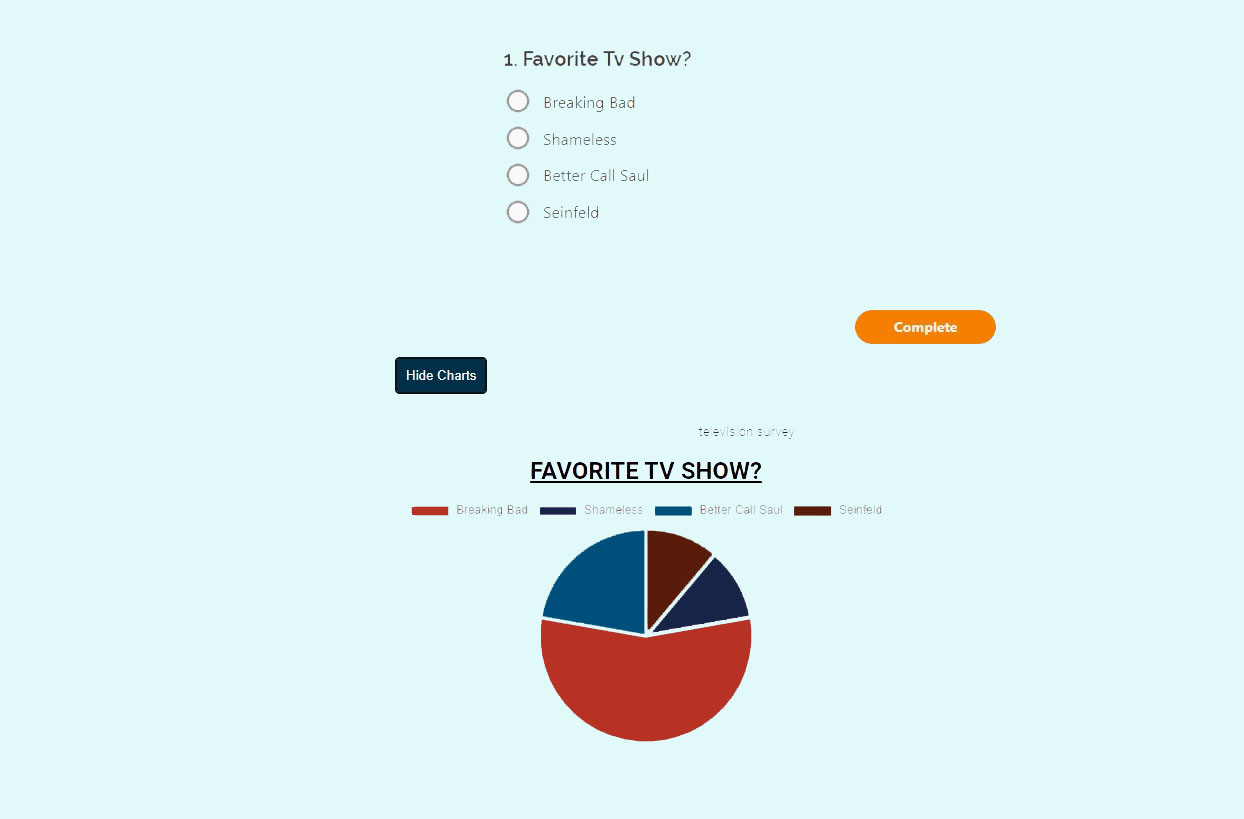 1. Favorite Tv Show?
Breaking Bad
Shameless
Better Call Saul
Seinfeld
Complete
Hide Charts
television survey
FAVORITE TV SHOW?
Breaking Bad Shameless Better Call Saul Seinfeld